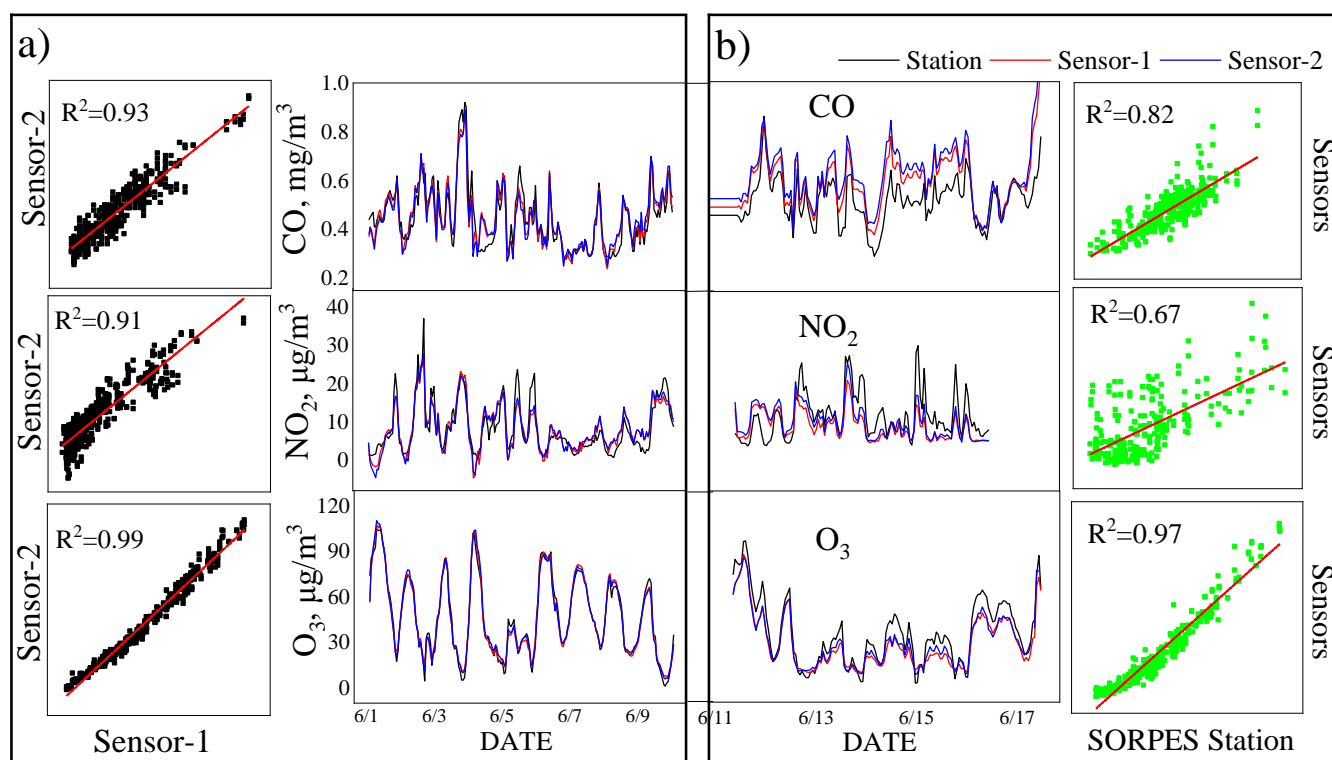 a)
R²=0.93
Sensor-2
CO, mg/m³
1.0
0.8
0.6
0.4
0.2
R²=0.91
Sensor-2
NO₂, μg/m³
40
30
20
10
0
R²=0.99
Sensor-2
O₃, μg/m³
120
90
60
30
0
6/1 6/3 6/5 6/7 6/9
Sensor-1
DATE
b)
Station Sensor-1 Sensor-2
CO
R²=0.82
Sensors
NO₂
R²=0.67
Sensors
O₃
R²=0.97
Sensors
6/11 6/13 6/15 6/17
DATE
SORPES Station